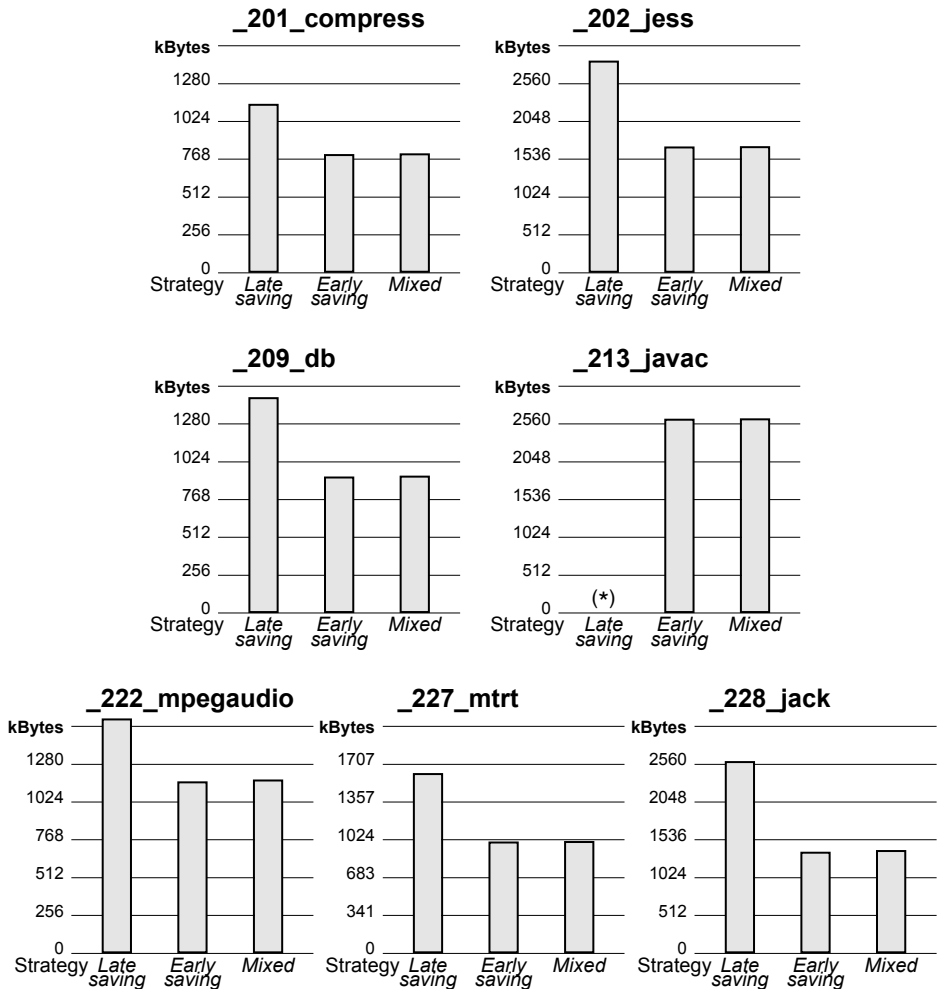 _201_compress
kBytes
1280
1024
768
512
256
0
Strategy Late saving Early saving Mixed
_202_jess
kBytes
2560
2048
1536
1024
512
0
Strategy Late saving Early saving Mixed
_209_db
kBytes
1280
1024
768
512
256
0
Strategy Late saving Early saving Mixed
_213_javac
kBytes
2560
2048
1536
1024
512
0
(*)
Strategy Late saving Early saving Mixed
_222_mpegaudio
kBytes
1280
1024
768
512
256
0
Strategy Late saving Early saving Mixed
_227_mtrt
kBytes
1707
1357
1024
683
341
0
Strategy Late saving Early saving Mixed
_228_jack
kBytes
2560
2048
1536
1024
512
0
Strategy Late saving Early saving Mixed